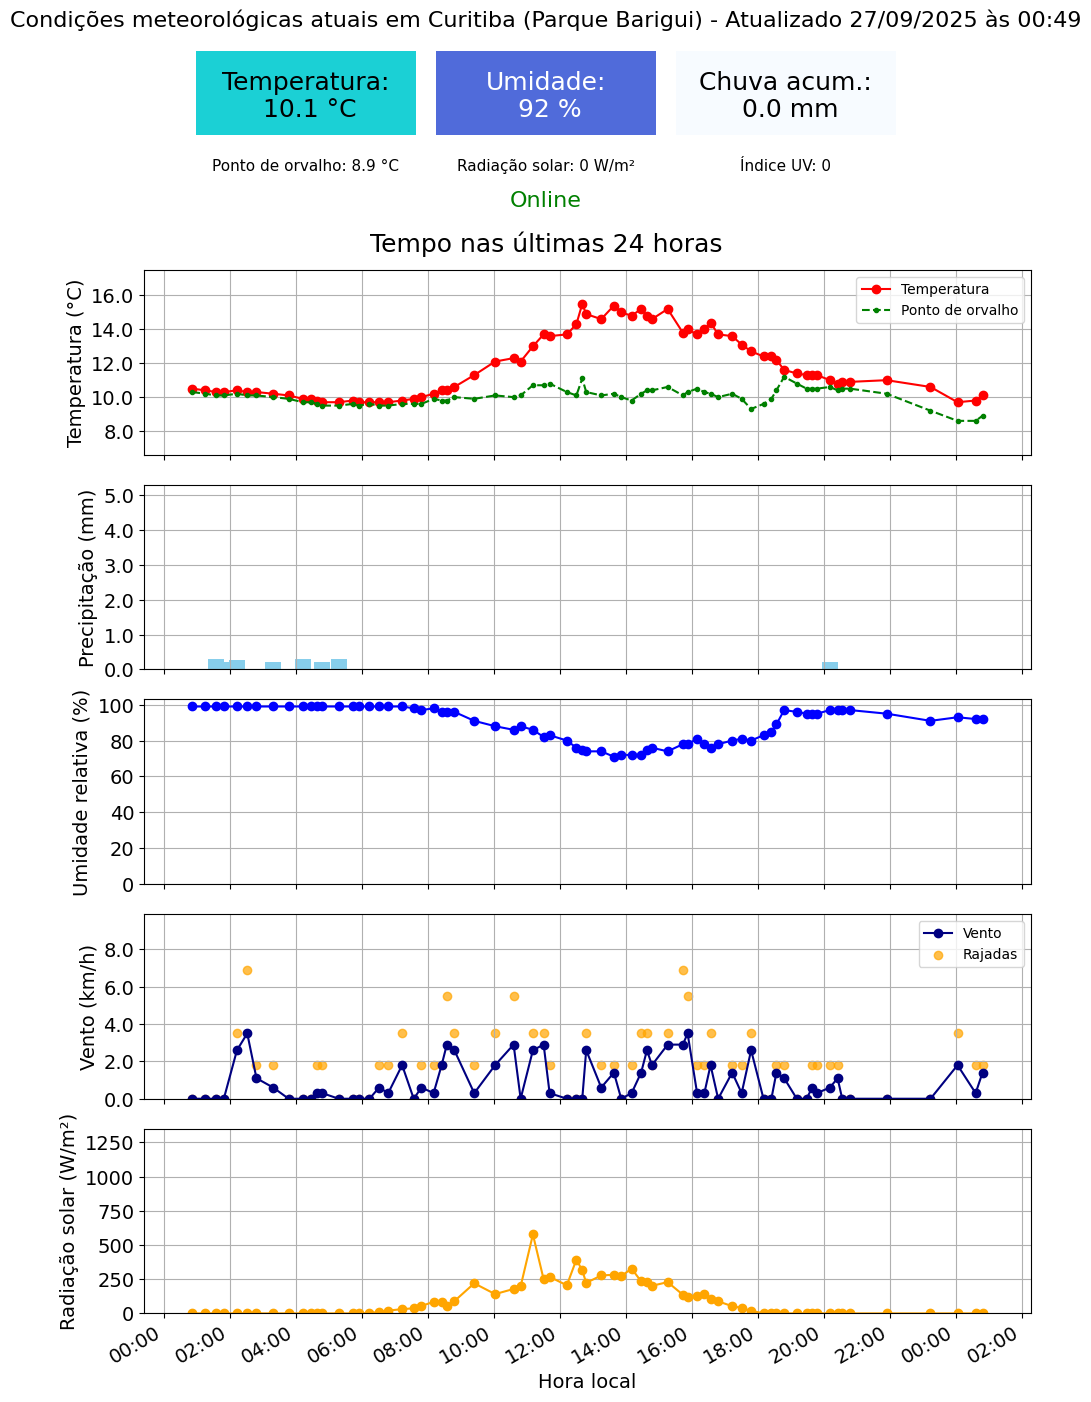 Condições meteorológicas atuais em Curitiba (Parque Barigui) - Atualizado 27/09/2025 às 00:49
Temperatura:
10.1 °C
Umidade:
92 %
Chuva acum.:
0.0 mm
Ponto de orvalho: 8.9 °C
Radiação solar: 0 W/m²
Índice UV: 0
Online
Tempo nas últimas 24 horas
Temperatura (°C)
16.0
14.0
12.0
10.0
8.0
Temperatura
Ponto de orvalho
Precipitação (mm)
5.0
4.0
3.0
2.0
1.0
0.0
Umidade relativa (%)
100
80
60
40
20
0
Vento (km/h)
8.0
6.0
4.0
2.0
0.0
Vento
Rajadas
Radiação solar (W/m²)
1250
1000
750
500
250
0
00:00
02:00
04:00
06:00
08:00
10:00
12:00
14:00
16:00
18:00
20:00
22:00
00:00
02:00
Hora local